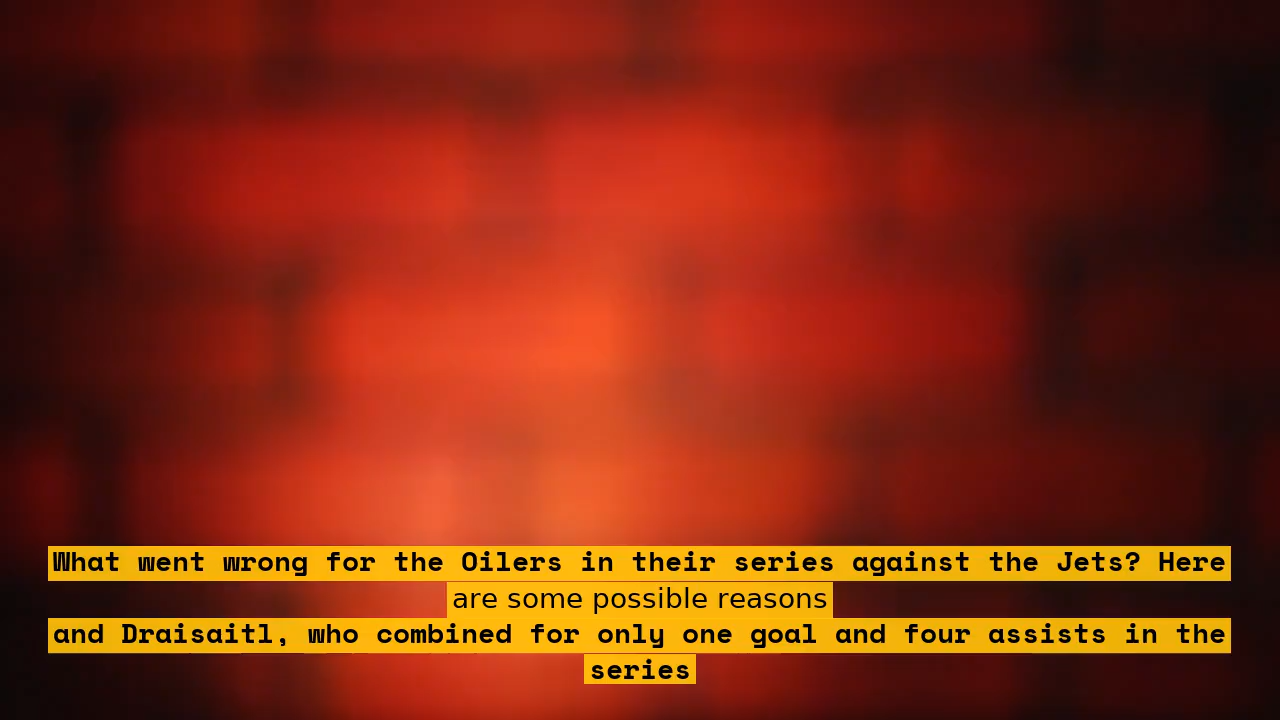 What went wrong for the Oilers in their series against the Jets? Here
are some possible reasons
and Draisaitl, who combined for only one goal and four assists in the
series